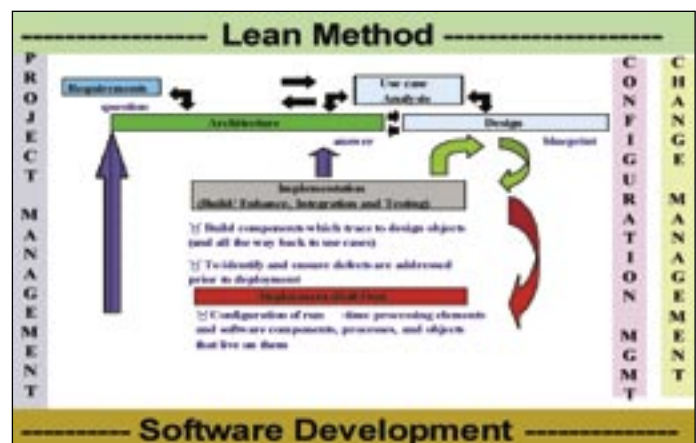 ---------- Lean Method ------------
PROJECT MANAGEMENT
Requirements
question
Use case
Analysis
Architecture
Design
answer
blueprint
Implementation
(Build/ Enhance, Integration and Testing)
Build components which trace to design objects
(and all the way back to use cases)
To identify and ensure defects are addressed
prior to deployment
Configuration of run -time processing elements
and software components, processes, and objects
that live on them
CONFIGURATION MGMT
CHANGE MANAGEMENT
---------- Software Development --------------